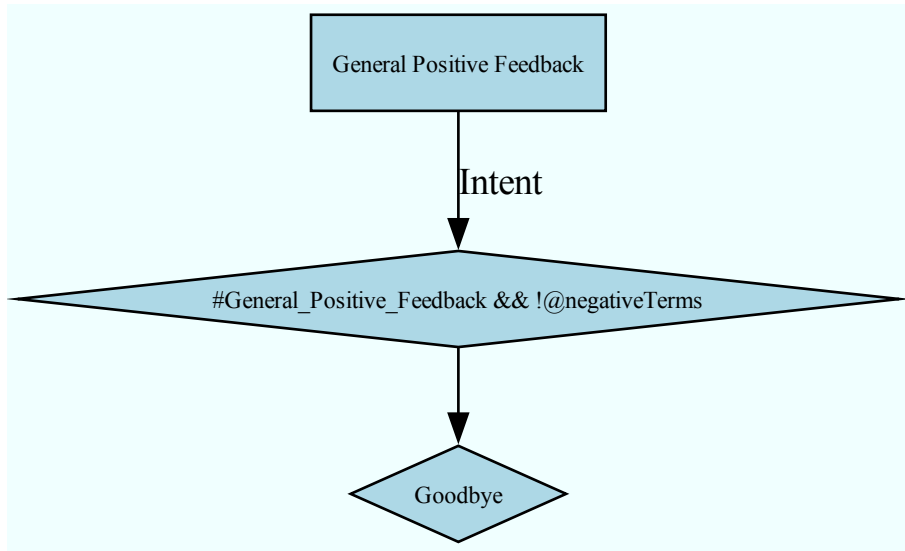 General Positive Feedback
Intent
#General_Positive_Feedback && !@negativeTerms
Goodbye